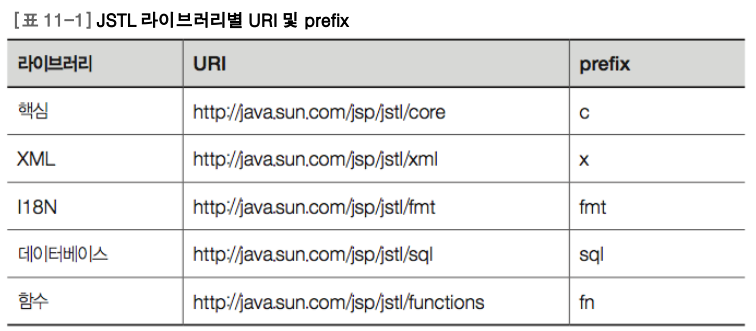 [표 11-1] JSTL 라이브러리별 URI 및 prefix
라이브러리 URI prefix
핵심 http://java.sun.com/jsp/jstl/core c
XML http://java.sun.com/jsp/jstl/xml x
I18N http://java.sun.com/jsp/jstl/fmt fmt
데이터베이스 http://java.sun.com/jsp/jstl/sql sql
함수 http://java.sun.com/jsp/jstl/functions fn